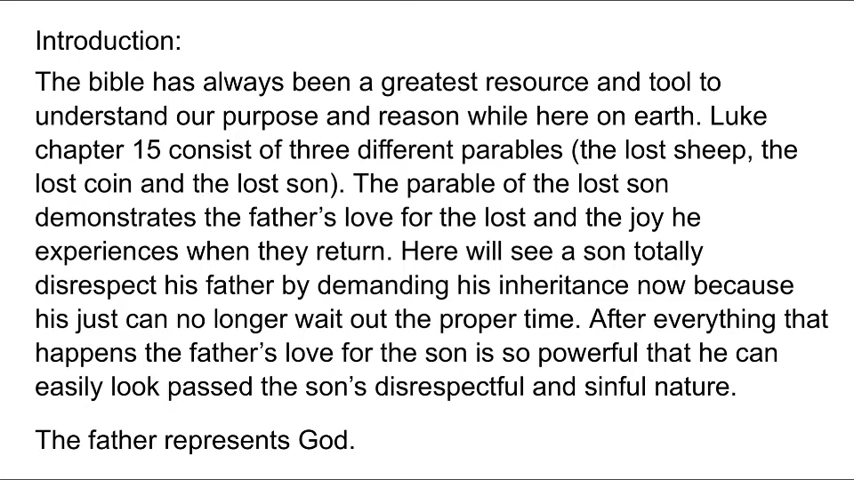 Introduction:
The bible has always been a greatest resource and tool to
understand our purpose and reason while here on earth. Luke
chapter 15 consist of three different parables (the lost sheep, the
lost coin and the lost son). The parable of the lost son
demonstrates the father’s love for the lost and the joy he
experiences when they return. Here will see a son totally
disrespect his father by demanding his inheritance now because
his just can no longer wait out the proper time. After everything that
happens the father’s love for the son is so powerful that he can
easily look passed the son’s disrespectful and sinful nature.
The father represents God.